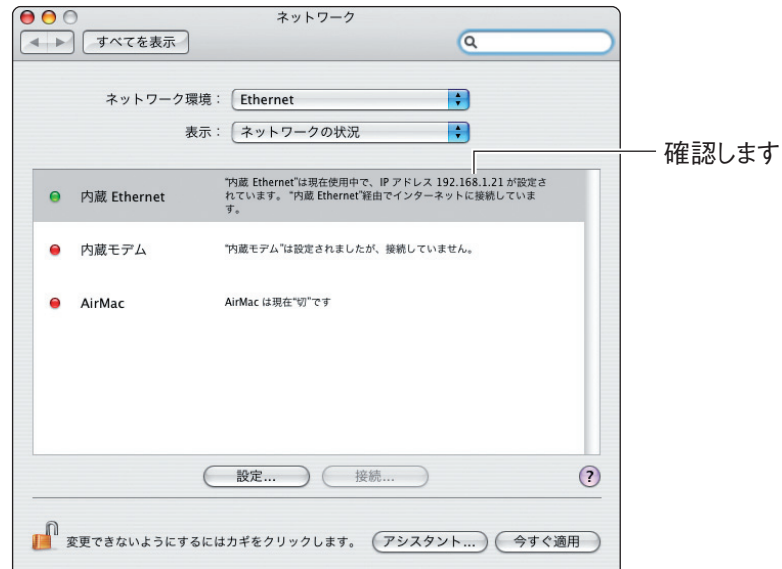 ネットワーク
すべてを表示
ネットワーク環境： Ethernet
表示： ネットワークの状況
確認します
内蔵 Ethernet
“内蔵 Ethernet”は現在使用中で、IP アドレス 192.168.1.21 が設定さ
れています。 “内蔵 Ethernet”経由でインターネットに接続していま
す。
内蔵モデム
“内蔵モデム”は設定されましたが、接続していません。
AirMac
AirMac は現在“切”です
設定...
接続...
?
変更できないようにするにはカギをクリックします。
アシスタント...
今すぐ適用